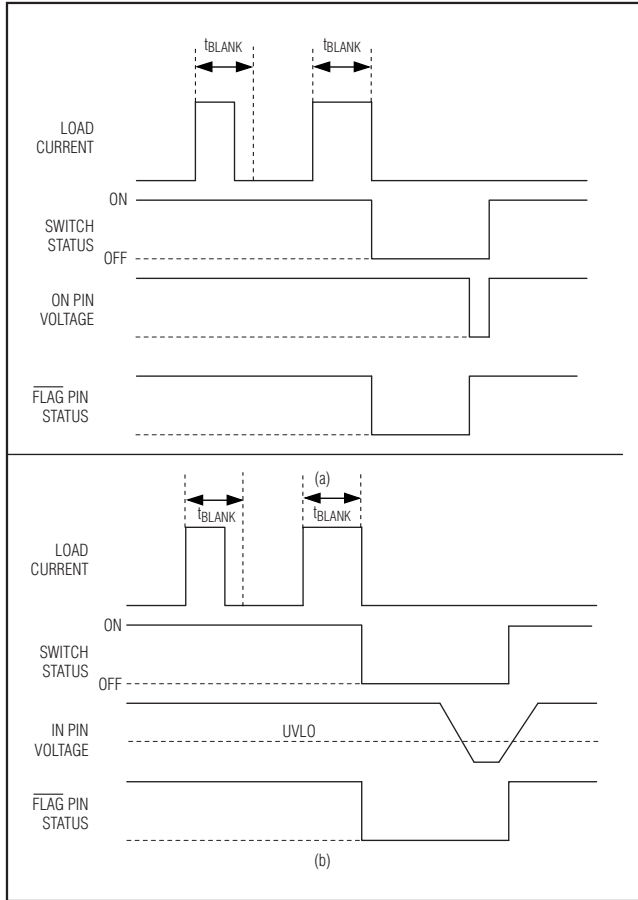 tBLANK tBLANK
LOAD
CURRENT
ON
SWITCH
STATUS
OFF
ON PIN
VOLTAGE
FLAG PIN
STATUS
(a)
tBLANK tBLANK
LOAD
CURRENT
ON
SWITCH
STATUS
OFF
IN PIN
VOLTAGE
UVLO
FLAG PIN
STATUS
(b)